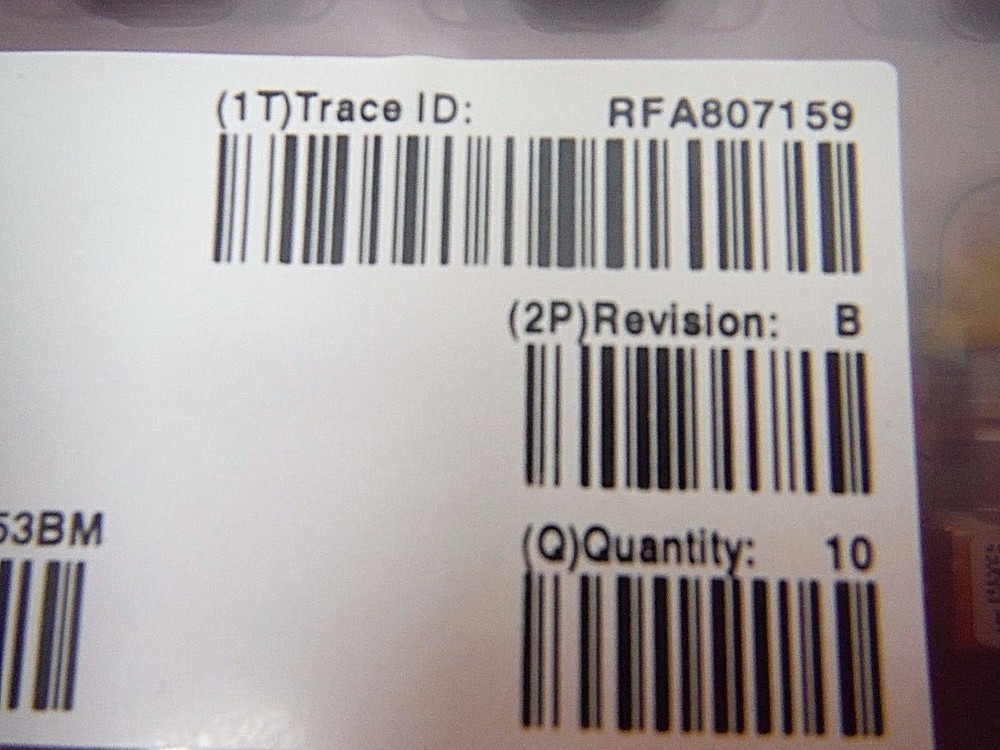 (1T)Trace ID: RFA807159
(2P)Revision: B
53BM
(Q)Quantity: 10